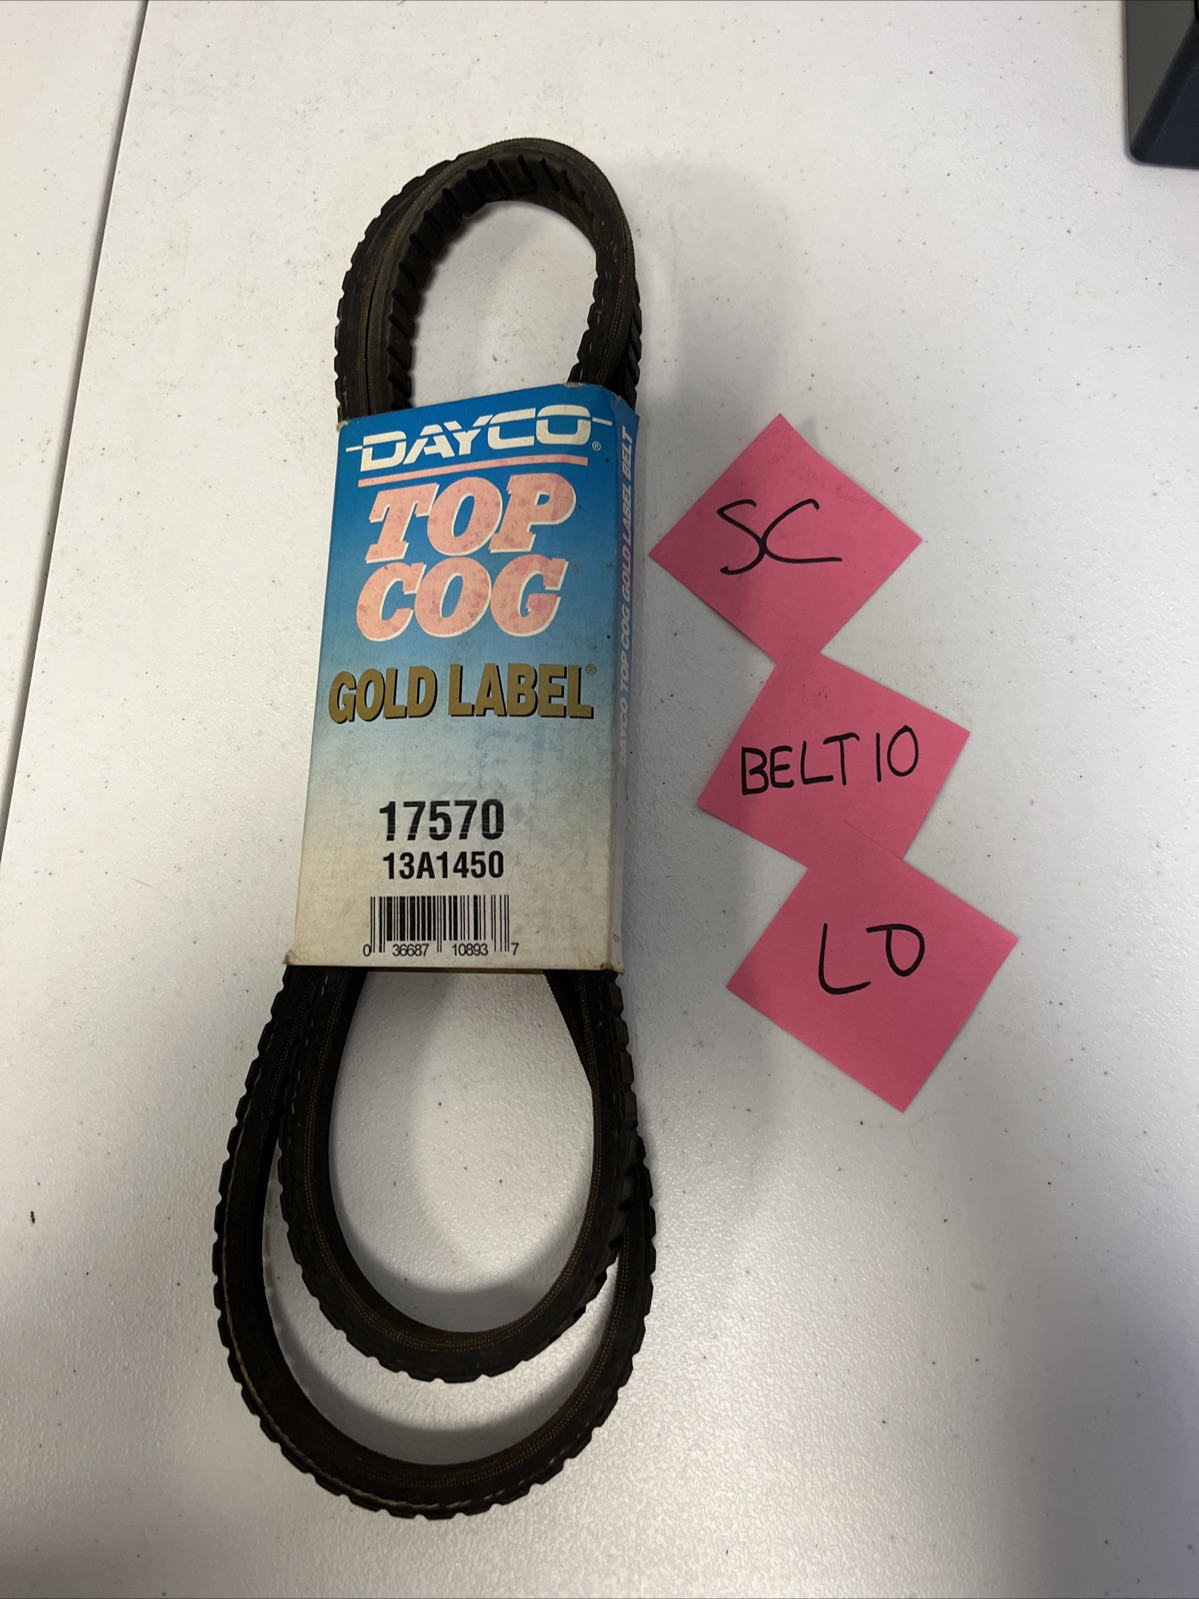 DAYCO®
TOP
COG
GOLD LABEL®
17570
13A1450
0 36687 10893 7
DAYCO TOP COG GOLD LABEL BELT
SC
BELT 10
LO